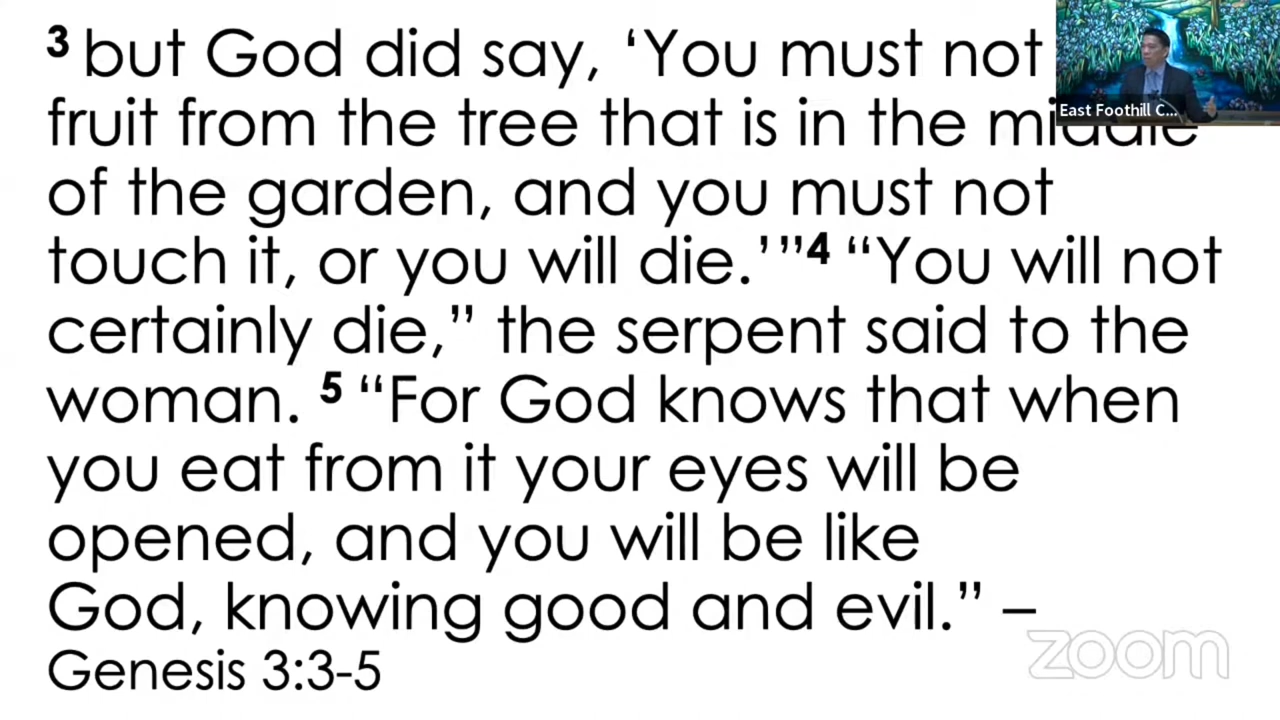 3 but God did say, ‘You must not
fruit from the tree that is in the middle
of the garden, and you must not
touch it, or you will die.’ ”4 “You will not
certainly die,” the serpent said to the
woman. 5 “For God knows that when
you eat from it your eyes will be
opened, and you will be like
God, knowing good and evil.” –
Genesis 3:3-5
East Foothill C...
zoom